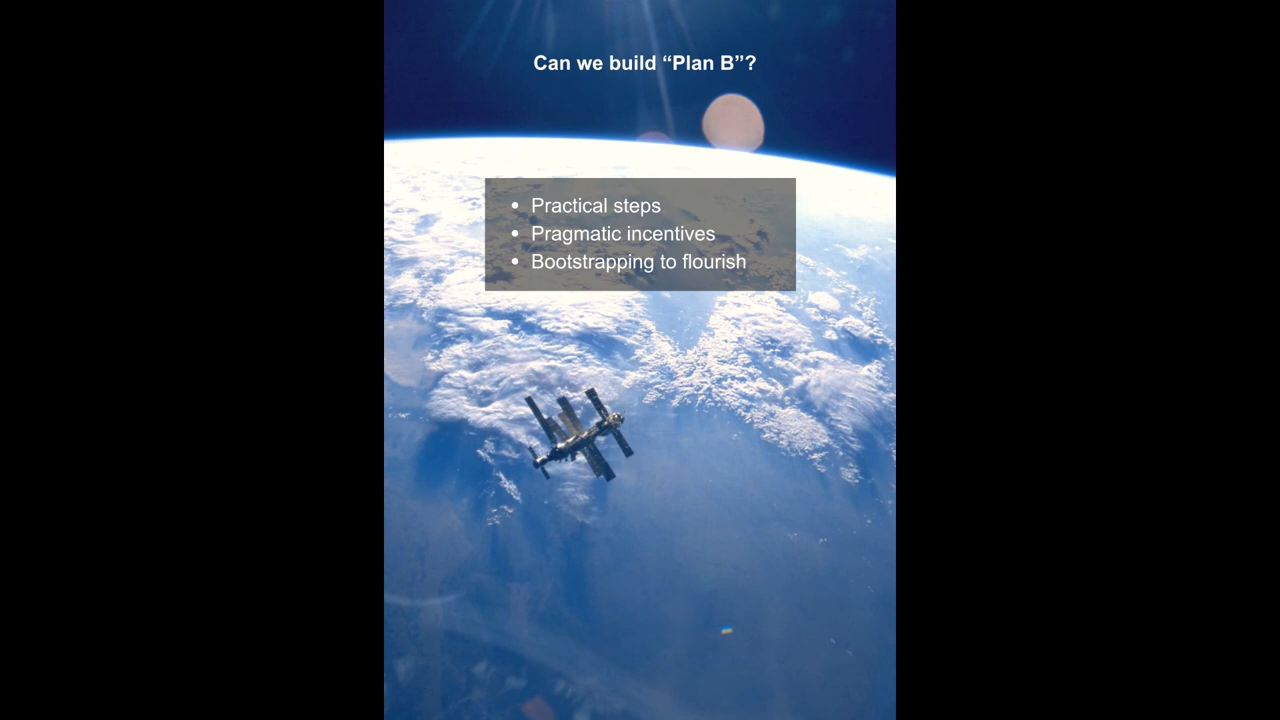 Can we build “Plan B”?
• Practical steps
• Pragmatic incentives
• Bootstrapping to flourish